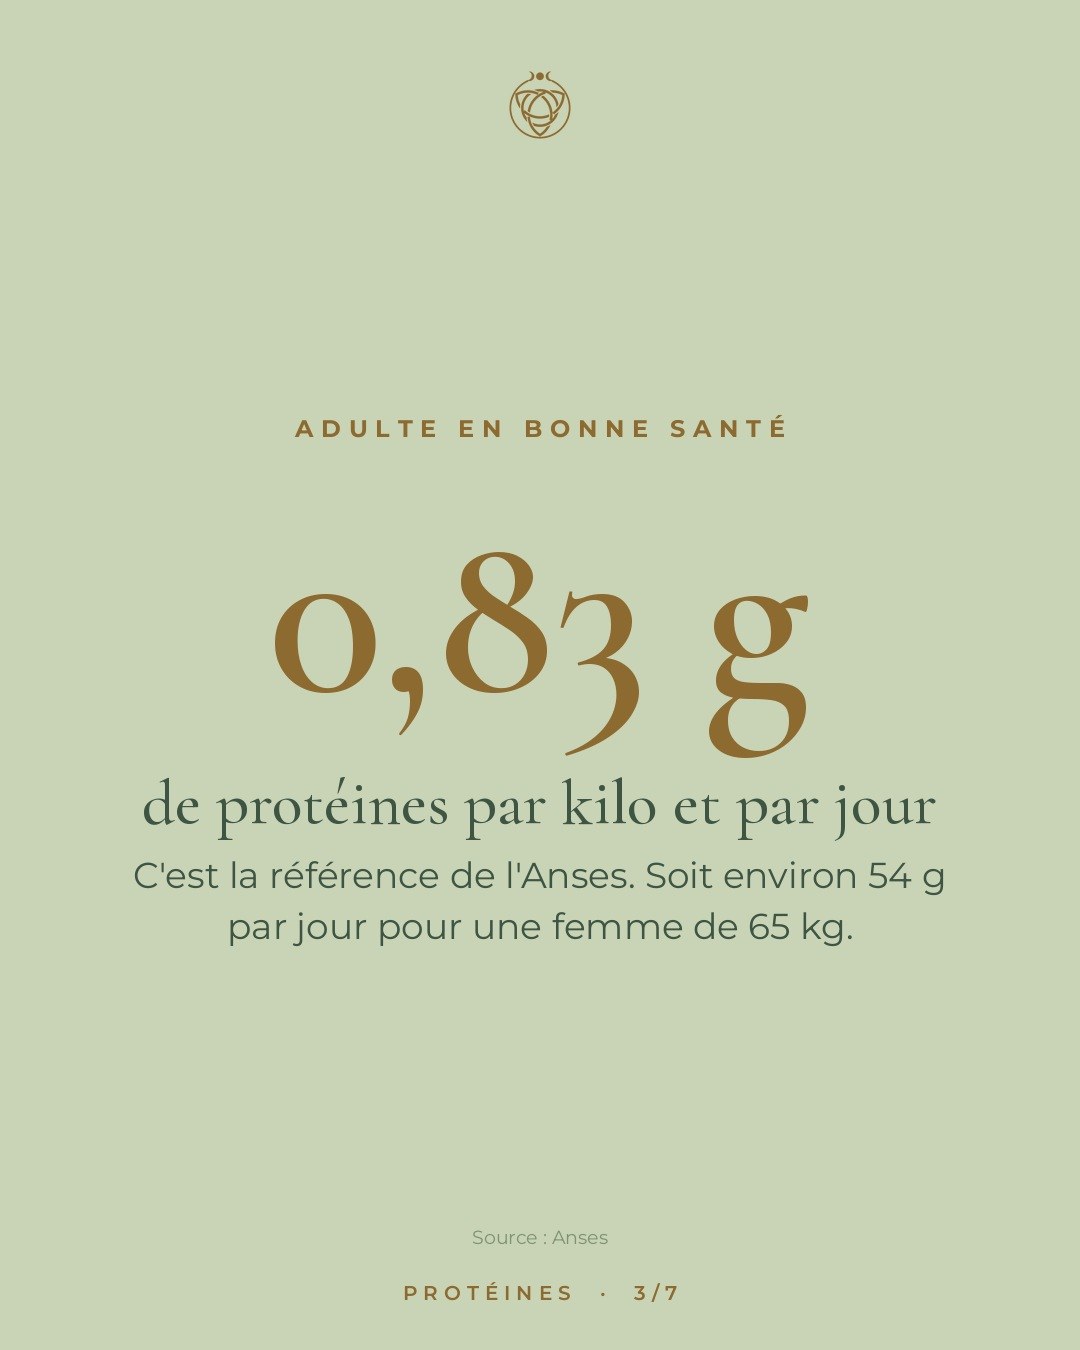 ADULTE EN BONNE SANTÉ
0,83 g
de protéines par kilo et par jour
C'est la référence de l'Anses. Soit environ 54 g
par jour pour une femme de 65 kg.
Source : Anses
PROTÉINES · 3/7